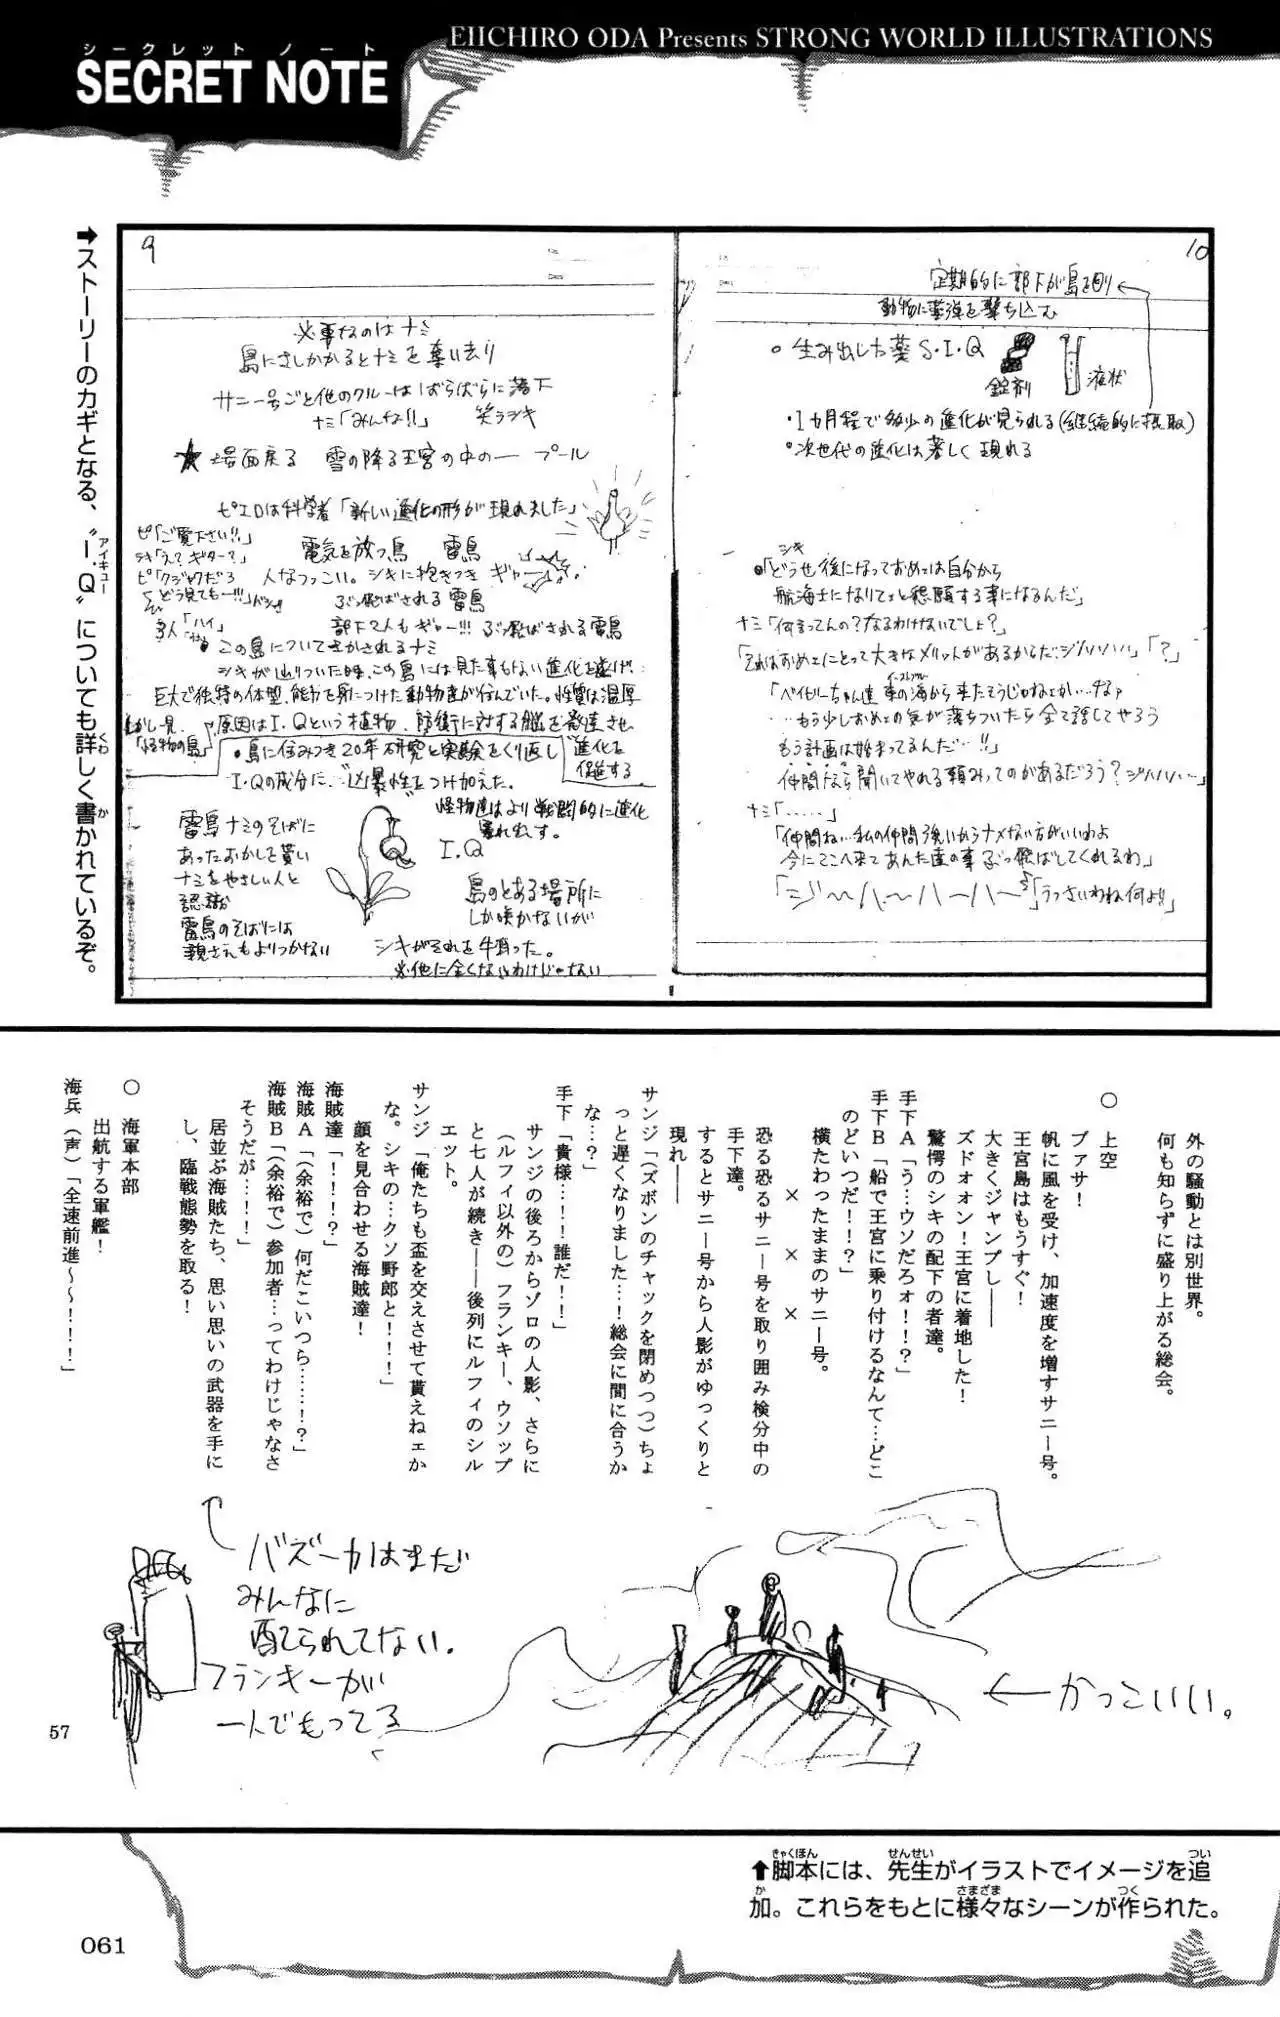 EIICHIRO ODA Presents STRONG WORLD ILLUSTRATIONS
シークレット ノート
SECRET NOTE
➡ストーリーのカギとなる、〝I.Q〟についても詳しく書かれているぞ。
アイキュー
くわ
か
9
島にさしかかるとナミを奪い去り
サニー号ごと他のクルーはばらばらに落下
ナミ「みんな!!」 笑うシキ
★場面戻る 雪の降る王宮の中の― プール
ピエロは科学者「新しい進化の形が現れました」
ピ「ご覧下さい!!」
電気を放つ鳥 雷鳥
シキ「え?ギター?」
ピ「クジャクだろ
どう見てもー!!」
人なつっこい。シキに抱きつき ギャー
ぶっ飛ばされる雷鳥
部下2人もギャー!!! ぶっ飛ばされる雷鳥
この島についてきかされるナミ
シキが辿りついた時、この島には見た事もない進化を遂げ
巨大で独特の体型、能力を身につけた動物達が住んでいた。性質は温厚
しかし一見
「怪物の島」
原因はI.Qという植物、防衛に対する脳を発達させ
進化を
促進する
・島に住みつき20年研究と実験をくり返し
I.Qの成分に…"凶暴性"をつけ加えた。
怪物達はより戦闘的に進化
暴れ出す。
I.Q
雷鳥ナミのそばに
あったおかしを貰い
ナミをやさしい人と
認識
雷鳥のそばには
親さえもよりつかない
島のとある場所に
しか咲かないが
シキがそれを牛耳った。
※他に全くないわけじゃない
10
定期的に部下が島を回り
動物に薬弾を撃ち込む
○生み出した薬 S.I.Q
錠剤
液状
・1カ月程で多少の進化が見られる(継続的に摂取)
・次世代の進化は著しく現れる
シキ
「どうせ後になっておめェは自分から
航海士になりてェと懇願する事になるんだ」
ナミ「何言ってんの?なるわけないでしょ?」
「それはおめェにとって大きなメリットがあるからだ…ジハハハ…」「?」
「ベイビーちゃん達 東の海から来たそうじゃねェか…なァ
イーストブルー
…もう少しおめェの気が落ちついたら全て話してやろう
もう計画は始まってるんだ…!!」
仲間なら聞いてやれる頼みってのがあるだろう?ジハハハ…」
ナミ「……」
「仲間ね…私の仲間強いからナメない方がいいわよ
今にここへ来てあんた達の事ぶっ飛ばしてくれるわ」
「ジ〜ハ〜ハーハ〜」「うっさいわね何よ!!」
外の騒動とは別世界。
何も知らずに盛り上がる総会。
○ 上空
ブァサ!
帆に風を受け、加速度を増すサニー号。
王宮島はもうすぐ!
大きくジャンプし――
ズドオオン!王宮に着地した!
驚愕のシキの配下の者達。
手下A「う…ウソだろォ!!?」
手下B「船で王宮に乗り付けるなんて…どこ
のどいつだ!!?」
横たわったままのサニー号。
× × ×
恐る恐るサニー号を取り囲み検分中の
手下達。
するとサニー号から人影がゆっくりと
現れ――
サンジ「(ズボンのチャックを閉めつつ)ちょ
っと遅くなりました…!総会に間に合うか
な…?」
手下「貴様…!誰だ!!」
サンジの後ろからゾロの人影、さらに
(ルフィ以外の)フランキー、ウソップ
と七人が続き――後列にルフィのシル
エット。
サンジ「俺たちも盃を交えさせて貰えねェか
な。シキの…クソ野郎と!!!」
顔を見合わせる海賊達!
海賊達「!!!?」
海賊A「(余裕で)何だこいつら……!?」
海賊B「(余裕で)参加者…ってわけじゃなさ
そうだが…!!」
居並ぶ海賊たち、思い思いの武器を手に
し、臨戦態勢を取る!
○ 海軍本部
出航する軍艦!
海兵(声)「全速前進〜〜!!!」
バズーカはまだ
みんなに
配られてない。
フランキーが
一人でもってる
かっこいい。
57
きゃくほん せんせい つい
⬆脚本には、先生がイラストでイメージを追
か さまざま つく
加。これらをもとに様々なシーンが作られた。
061